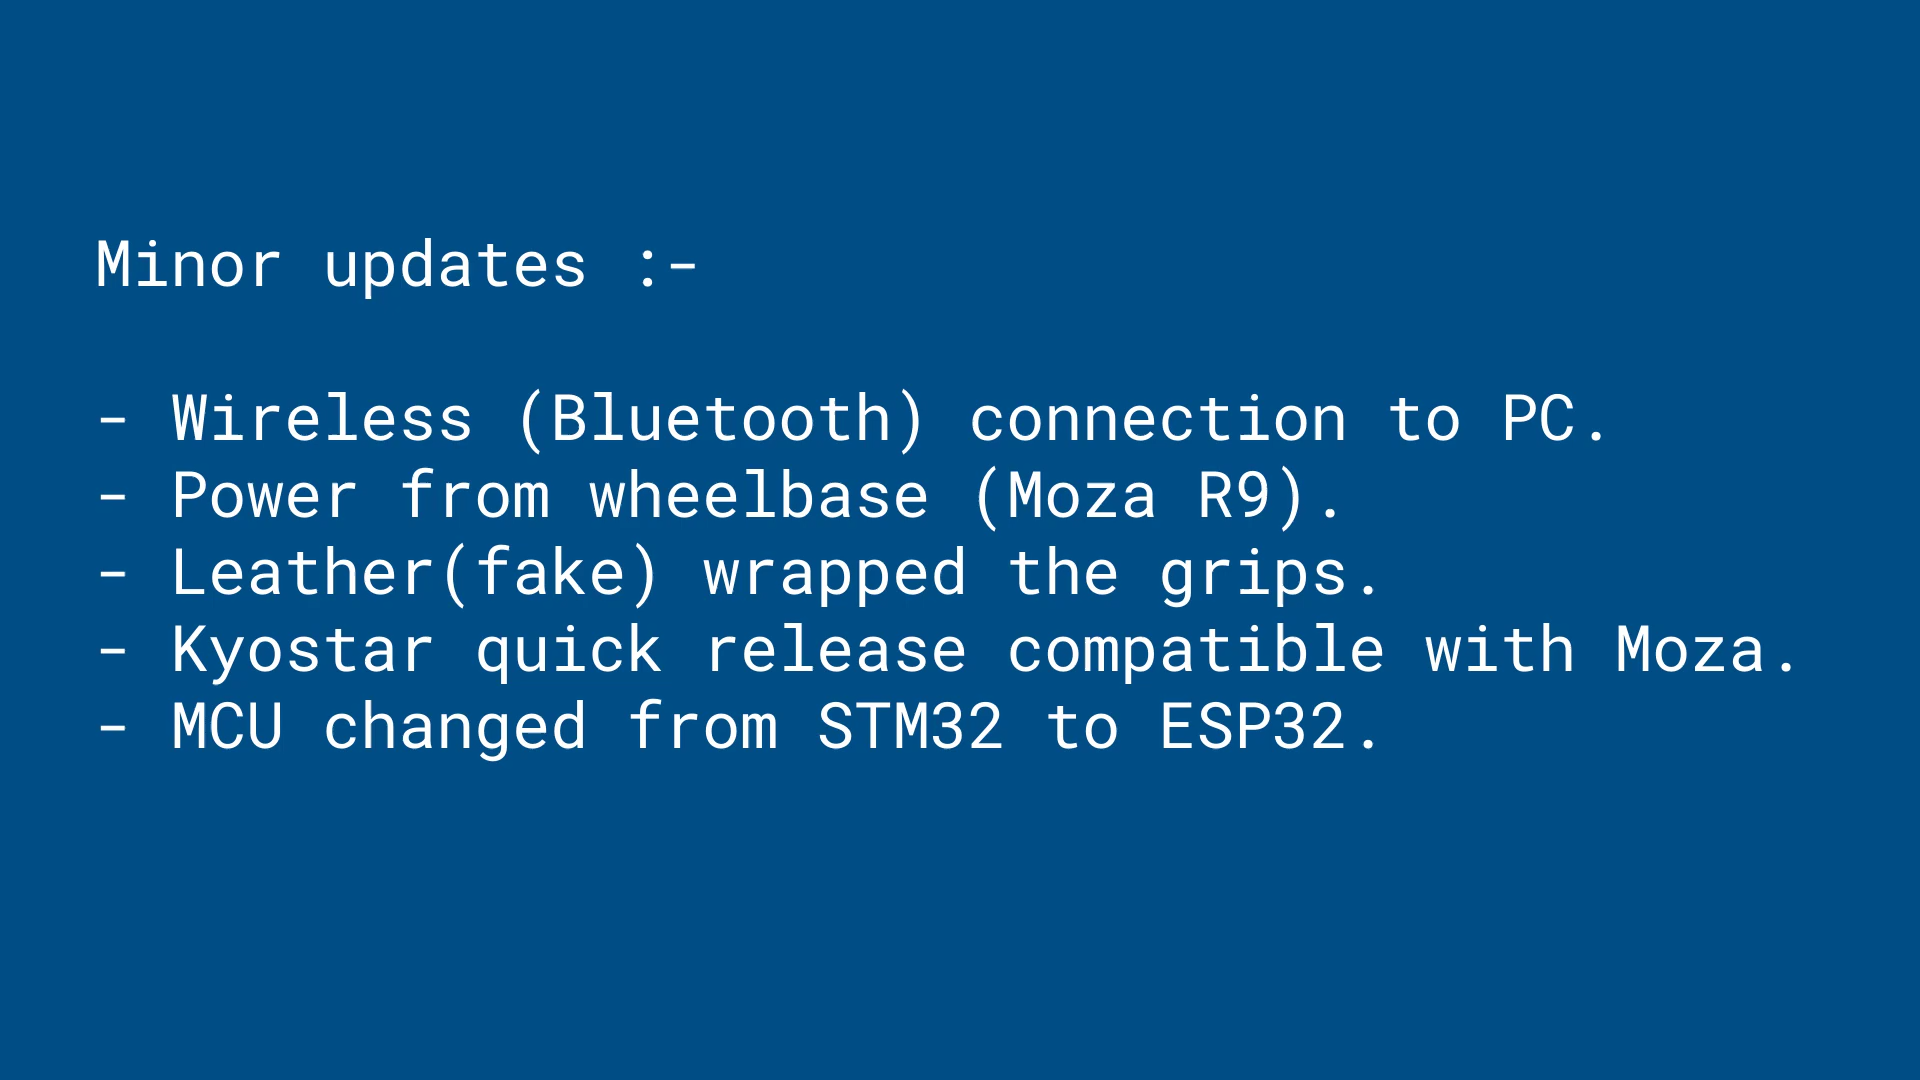 Minor updates :-
- Wireless (Bluetooth) connection to PC.
- Power from wheelbase (Moza R9).
- Leather(fake) wrapped the grips.
- Kyostar quick release compatible with Moza.
- MCU changed from STM32 to ESP32.